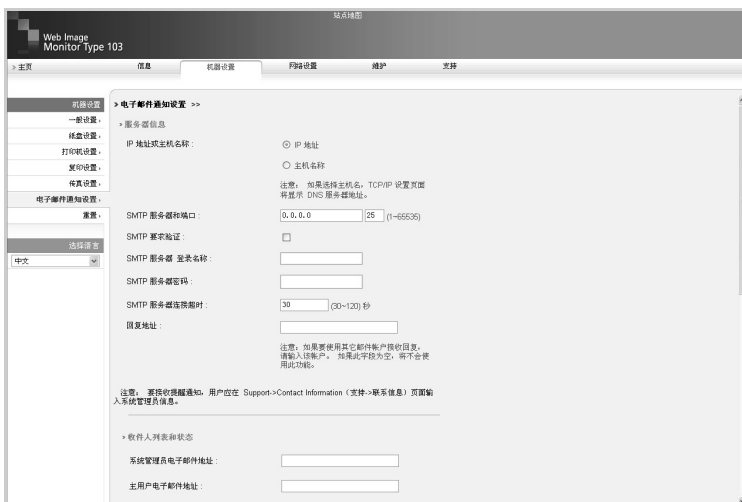 站点地图
Web Image
Monitor Type 103
主页
信息
机器设置
网络设置
维护
支持
机器设置
一般设置
纸盘设置
打印机设置
复印设置
传真设置
电子邮件通知设置
重置
选择语言
中文
电子邮件通知设置 >>
服务器信息
IP 地址或主机名称 :
IP 地址
主机名称
注意: 如果选择主机名,TCP/IP 设置页面
将显示 DNS 服务器地址。
SMTP 服务器和端口 :
0.0.0.0
25 (1~65535)
SMTP 要求验证 :
SMTP 服务器 登录名称 :
SMTP 服务器密码 :
SMTP 服务器连接超时 :
30 (30~120) 秒
回复地址 :
注意:如果要使用其它邮件帐户接收回复,
请输入该帐户。 如果此字段为空,将不会使
用此功能。
注意: 要接收提醒通知,用户应在 Support->Contact Information(支持->联系信息)页面输
入系统管理员信息。
收件人列表和状态
系统管理员电子邮件地址 :
主用户电子邮件地址 :